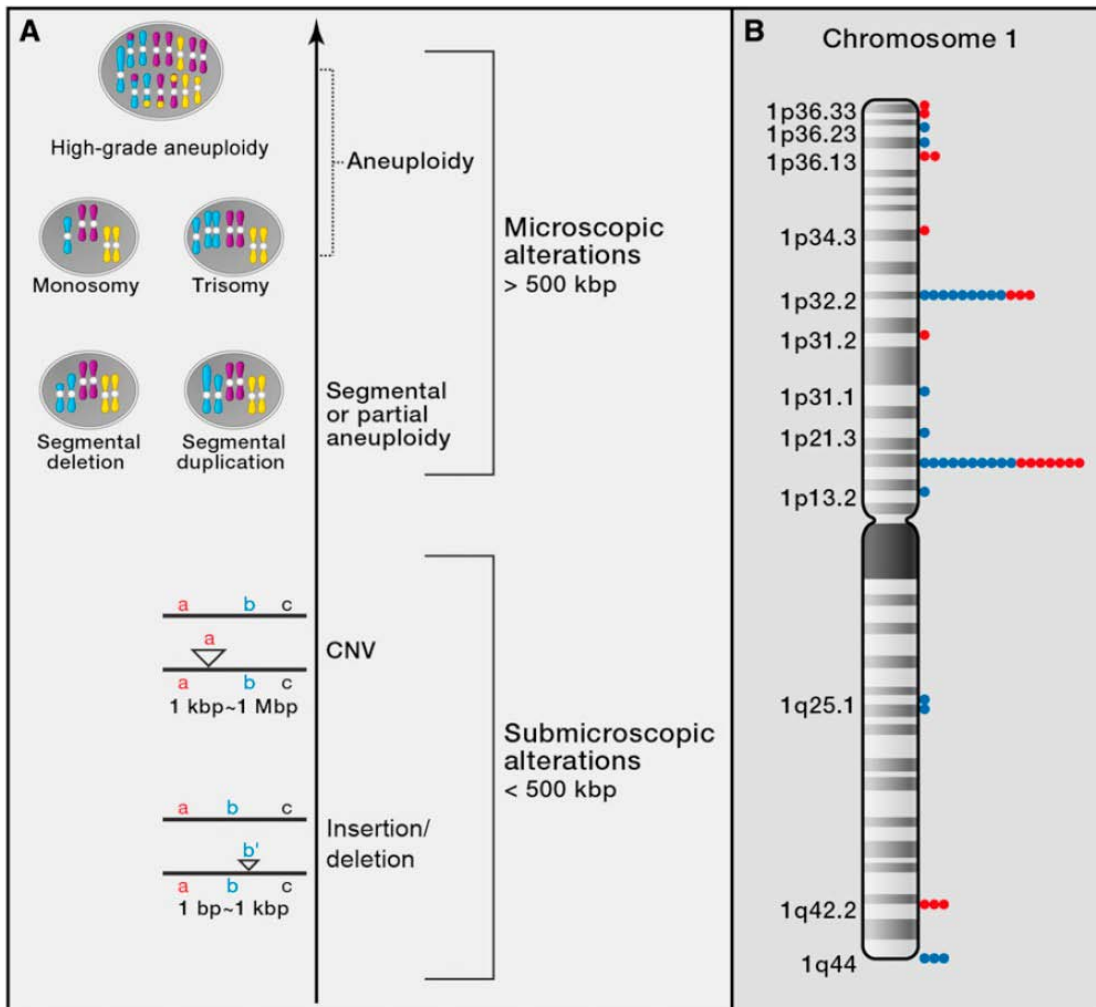 A
High-grade aneuploidy
Aneuploidy
Monosomy
Trisomy
Microscopic
alterations
> 500 kbp
Segmental
deletion
Segmental
duplication
Segmental
or partial
aneuploidy
a b c
a
a b c
1 kbp~1 Mbp
CNV
Submicroscopic
alterations
< 500 kbp
a b c
b'
a b c
1 bp~1 kbp
Insertion/
deletion
B
Chromosome 1
1p36.33
1p36.23
1p36.13
1p34.3
1p32.2
1p31.2
1p31.1
1p21.3
1p13.2
1q25.1
1q42.2
1q44